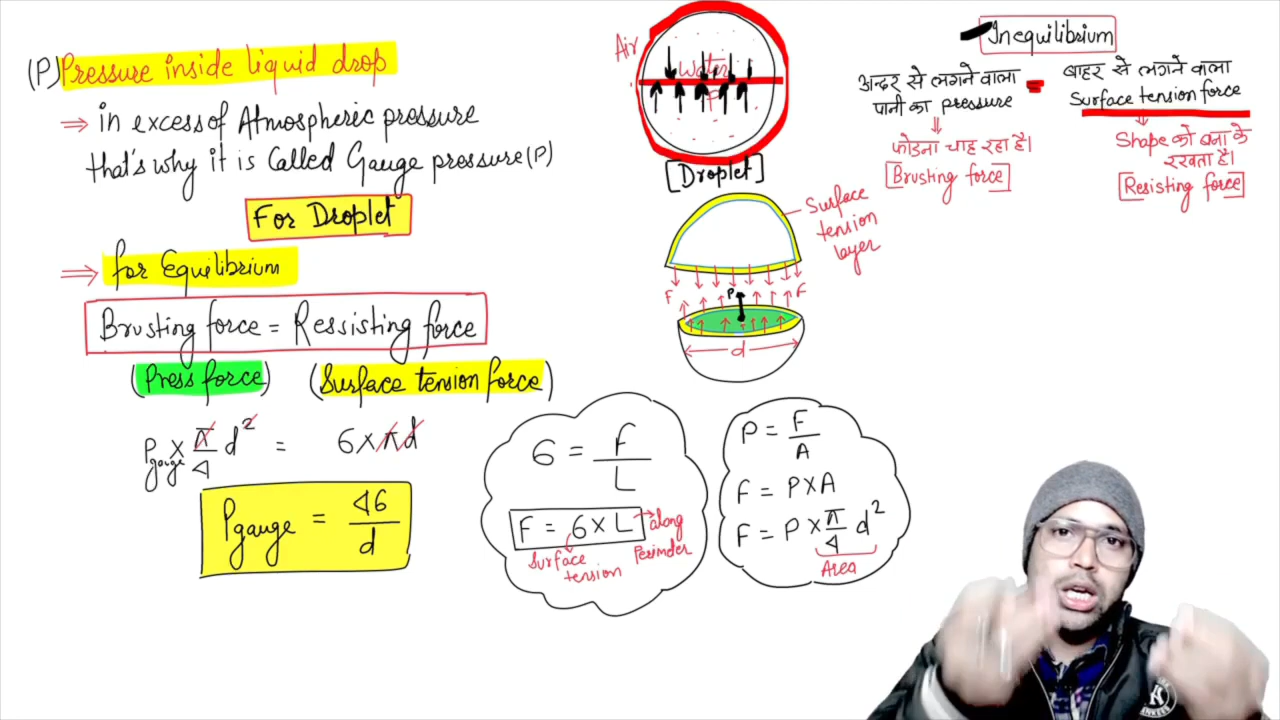 (P) Pressure inside liquid drop
⇒ in excess of Atmospheric pressure
that's why it is Called Gauge pressure (P)
For Droplet
⇒ for Equilibrium
Brusting force = Ressisting force
(Press force) (Surface tension force)
Pgauge × π/4 d² = 6 × πd
Pgauge = 46/d
Air
Water
P
[Droplet]
Surface
tension
layer
F F
P
d
In equilibrium
अन्दर से लगने वाला
पानी का pressure
=
बाहर से लगने वाला
Surface tension force
⇓
फोडना चाह रहा है।
[Brusting force]
Shape को बना के
रखता है।
[Resisting force]
6 = F/L
F = 6 × L → along
Perimder
Surface
tension
P = F/A
F = P × A
F = P × π/4 d²
Area